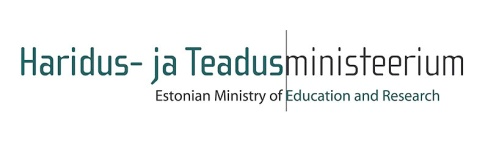 Haridus- ja Teadusministeerium
Estonian Ministry of Education and Research